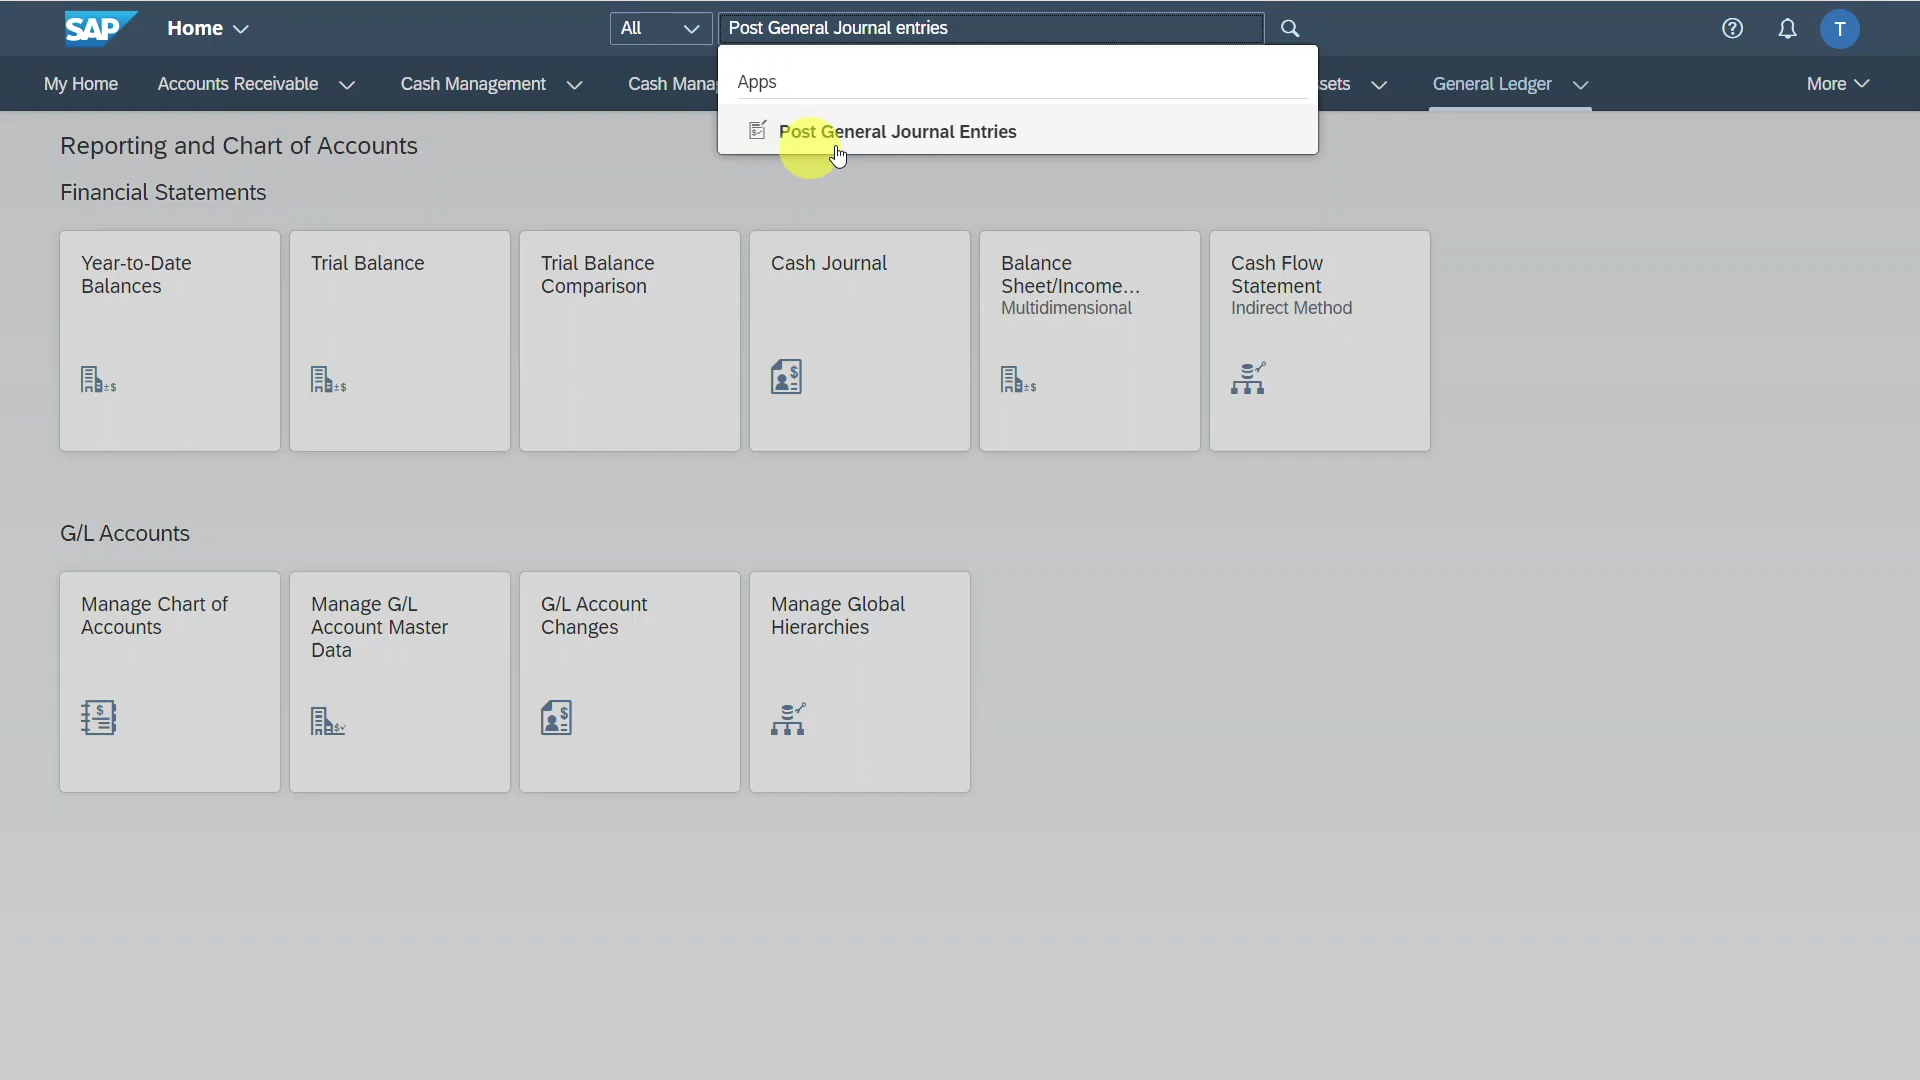 SAP Home All Post General Journal entries T
My Home Accounts Receivable Cash Management Cash Mana sets General Ledger More
Apps
Post General Journal Entries
Reporting and Chart of Accounts
Financial Statements
Year-to-Date
Balances
Trial Balance
Trial Balance
Comparison
Cash Journal
Balance
Sheet/Income...
Multidimensional
Cash Flow
Statement
Indirect Method
G/L Accounts
Manage Chart of
Accounts
Manage G/L
Account Master
Data
G/L Account
Changes
Manage Global
Hierarchies